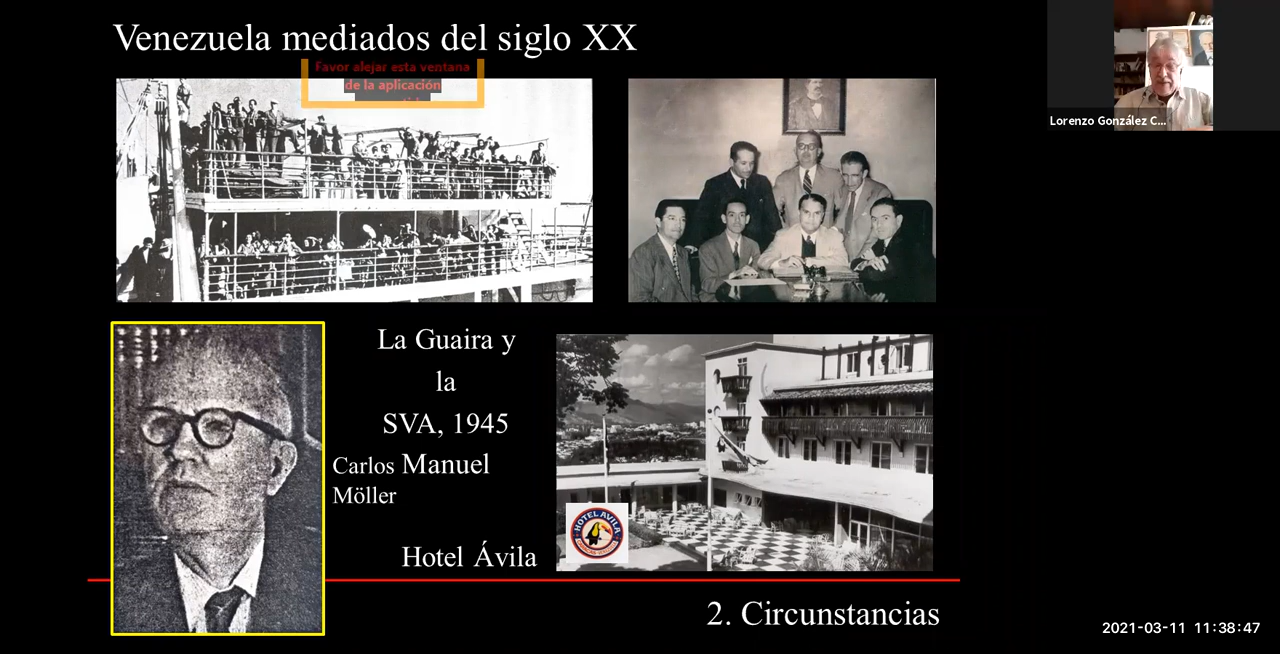 Venezuela mediados del siglo XX
Favor alejar esta ventana
de la aplicación
Lorenzo González C...
La Guaira y
la
SVA, 1945
Carlos Manuel
Möller
HOTEL AVILA
Hotel Ávila
2. Circunstancias
2021-03-11 11:38:47